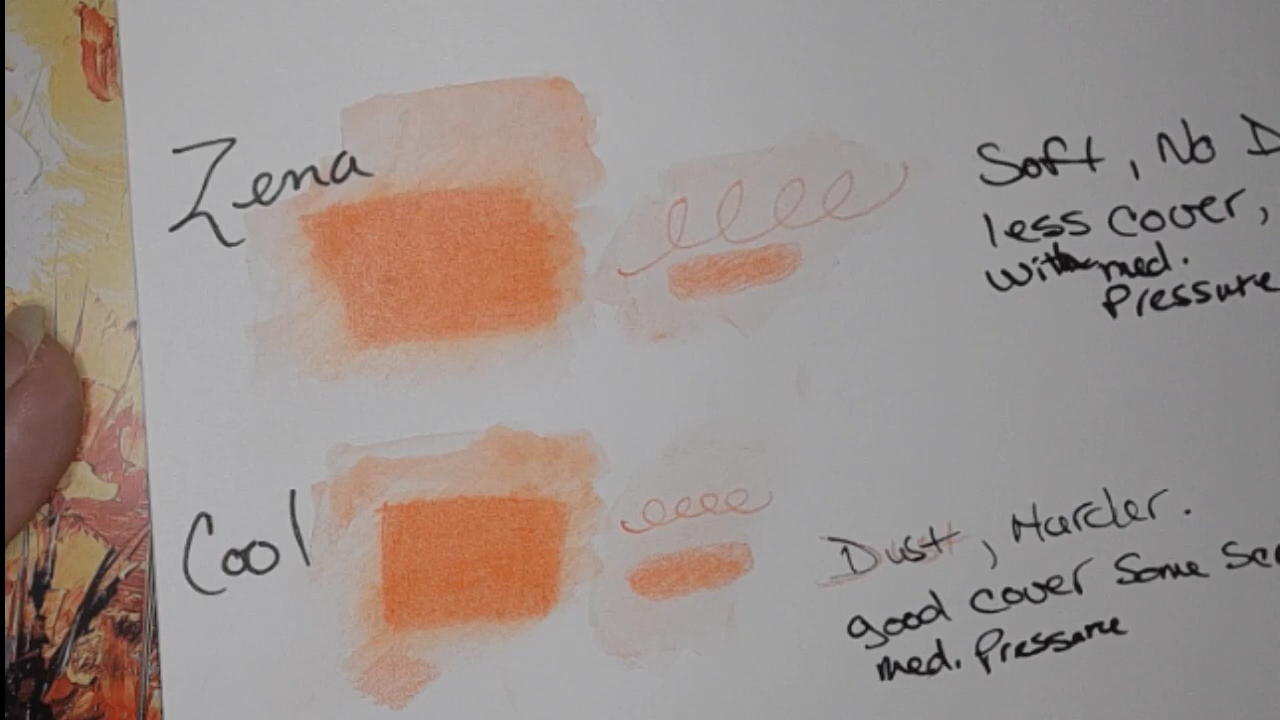 Zena
Soft, No D
less cover,
with med.
Pressure
Cool
Dust, Harder.
good cover Some
med. Pressure